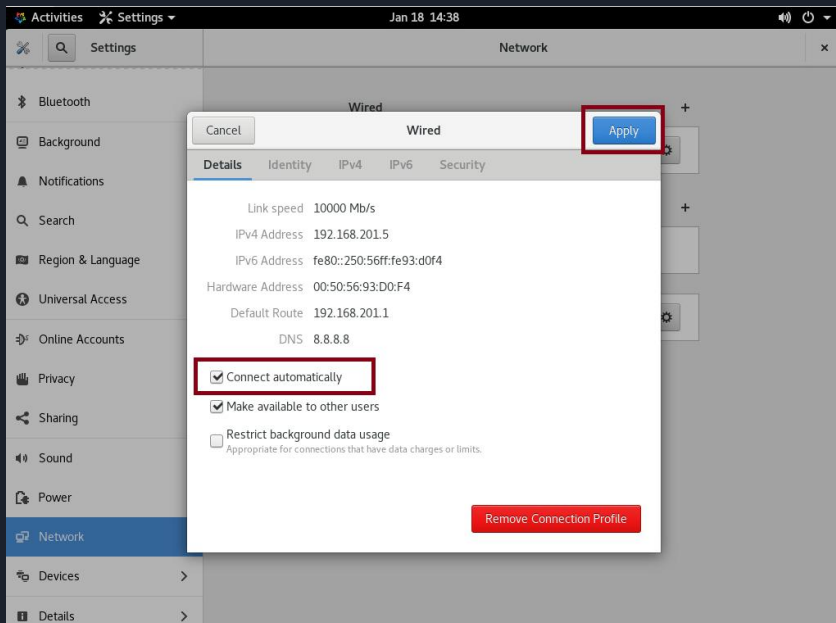 Activities Settings Jan 18 14:38
Settings Network
Bluetooth
Background
Notifications
Search
Region & Language
Universal Access
Online Accounts
Privacy
Sharing
Sound
Power
Network
Devices
Details
Wired
Cancel Wired Apply
Details Identity IPv4 IPv6 Security
Link speed 10000 Mb/s
IPv4 Address 192.168.201.5
IPv6 Address fe80::250:56ff:fe93:d0f4
Hardware Address 00:50:56:93:D0:F4
Default Route 192.168.201.1
DNS 8.8.8.8
Connect automatically
Make available to other users
Restrict background data usage
Appropriate for connections that have data charges or limits.
Remove Connection Profile